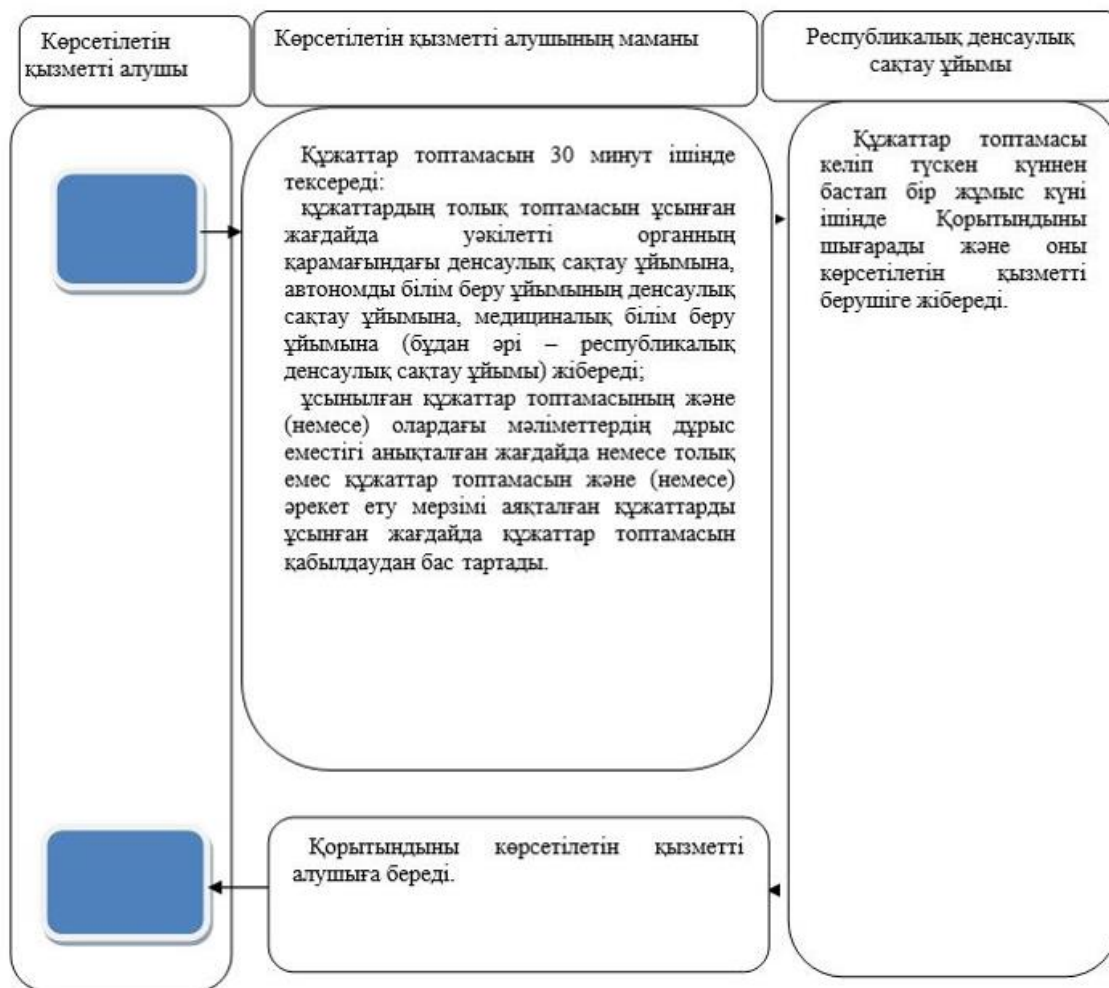 Көрсетілетін
қызметті алушы
Көрсетілетін қызметті алушының маманы
Республикалық денсаулық
сақтау ұйымы
Құжаттар топтамасын 30 минут ішінде
тексереді:
құжаттардың толық топтамасын ұсынған
жағдайда уәкілетті органның
қарамағындағы денсаулық сақтау ұйымына,
автономды білім беру ұйымының денсаулық
сақтау ұйымына, медициналық білім беру
ұйымына (бұдан әрі – республикалық
денсаулық сақтау ұйымы) жібереді;
ұсынылған құжаттар топтамасының және
(немесе) олардағы мәліметтердің дұрыс
еместігі анықталған жағдайда немесе толық
емес құжаттар топтамасын және (немесе)
әрекет ету мерзімі аяқталған құжаттарды
ұсынған жағдайда құжаттар топтамасын
қабылдаудан бас тартады.
Құжаттар топтамасы
келіп түскен күннен
бастап бір жұмыс күні
ішінде Қорытындыны
шығарады және оны
көрсетілетін қызметті
берушіге жібереді.
Қорытындыны көрсетілетін қызметті
алушыға береді.